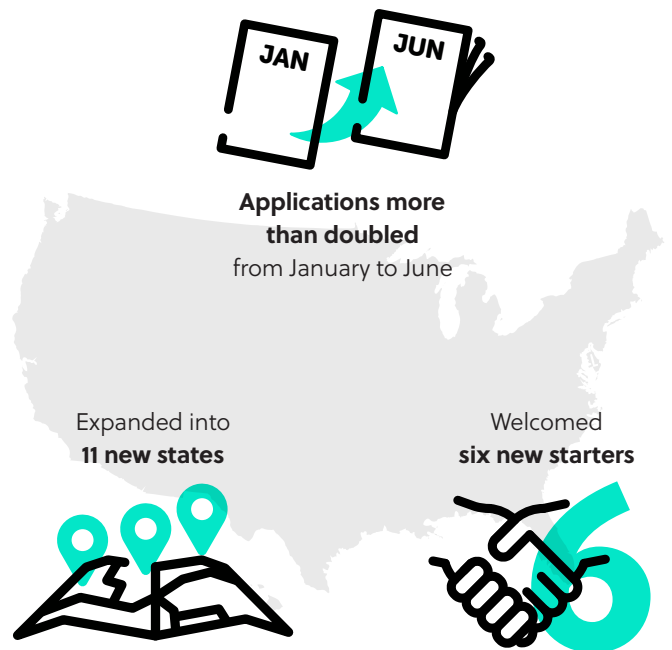 JAN
JUN
Applications more
than doubled
from January to June
Expanded into
11 new states
Welcomed
six new starters
6